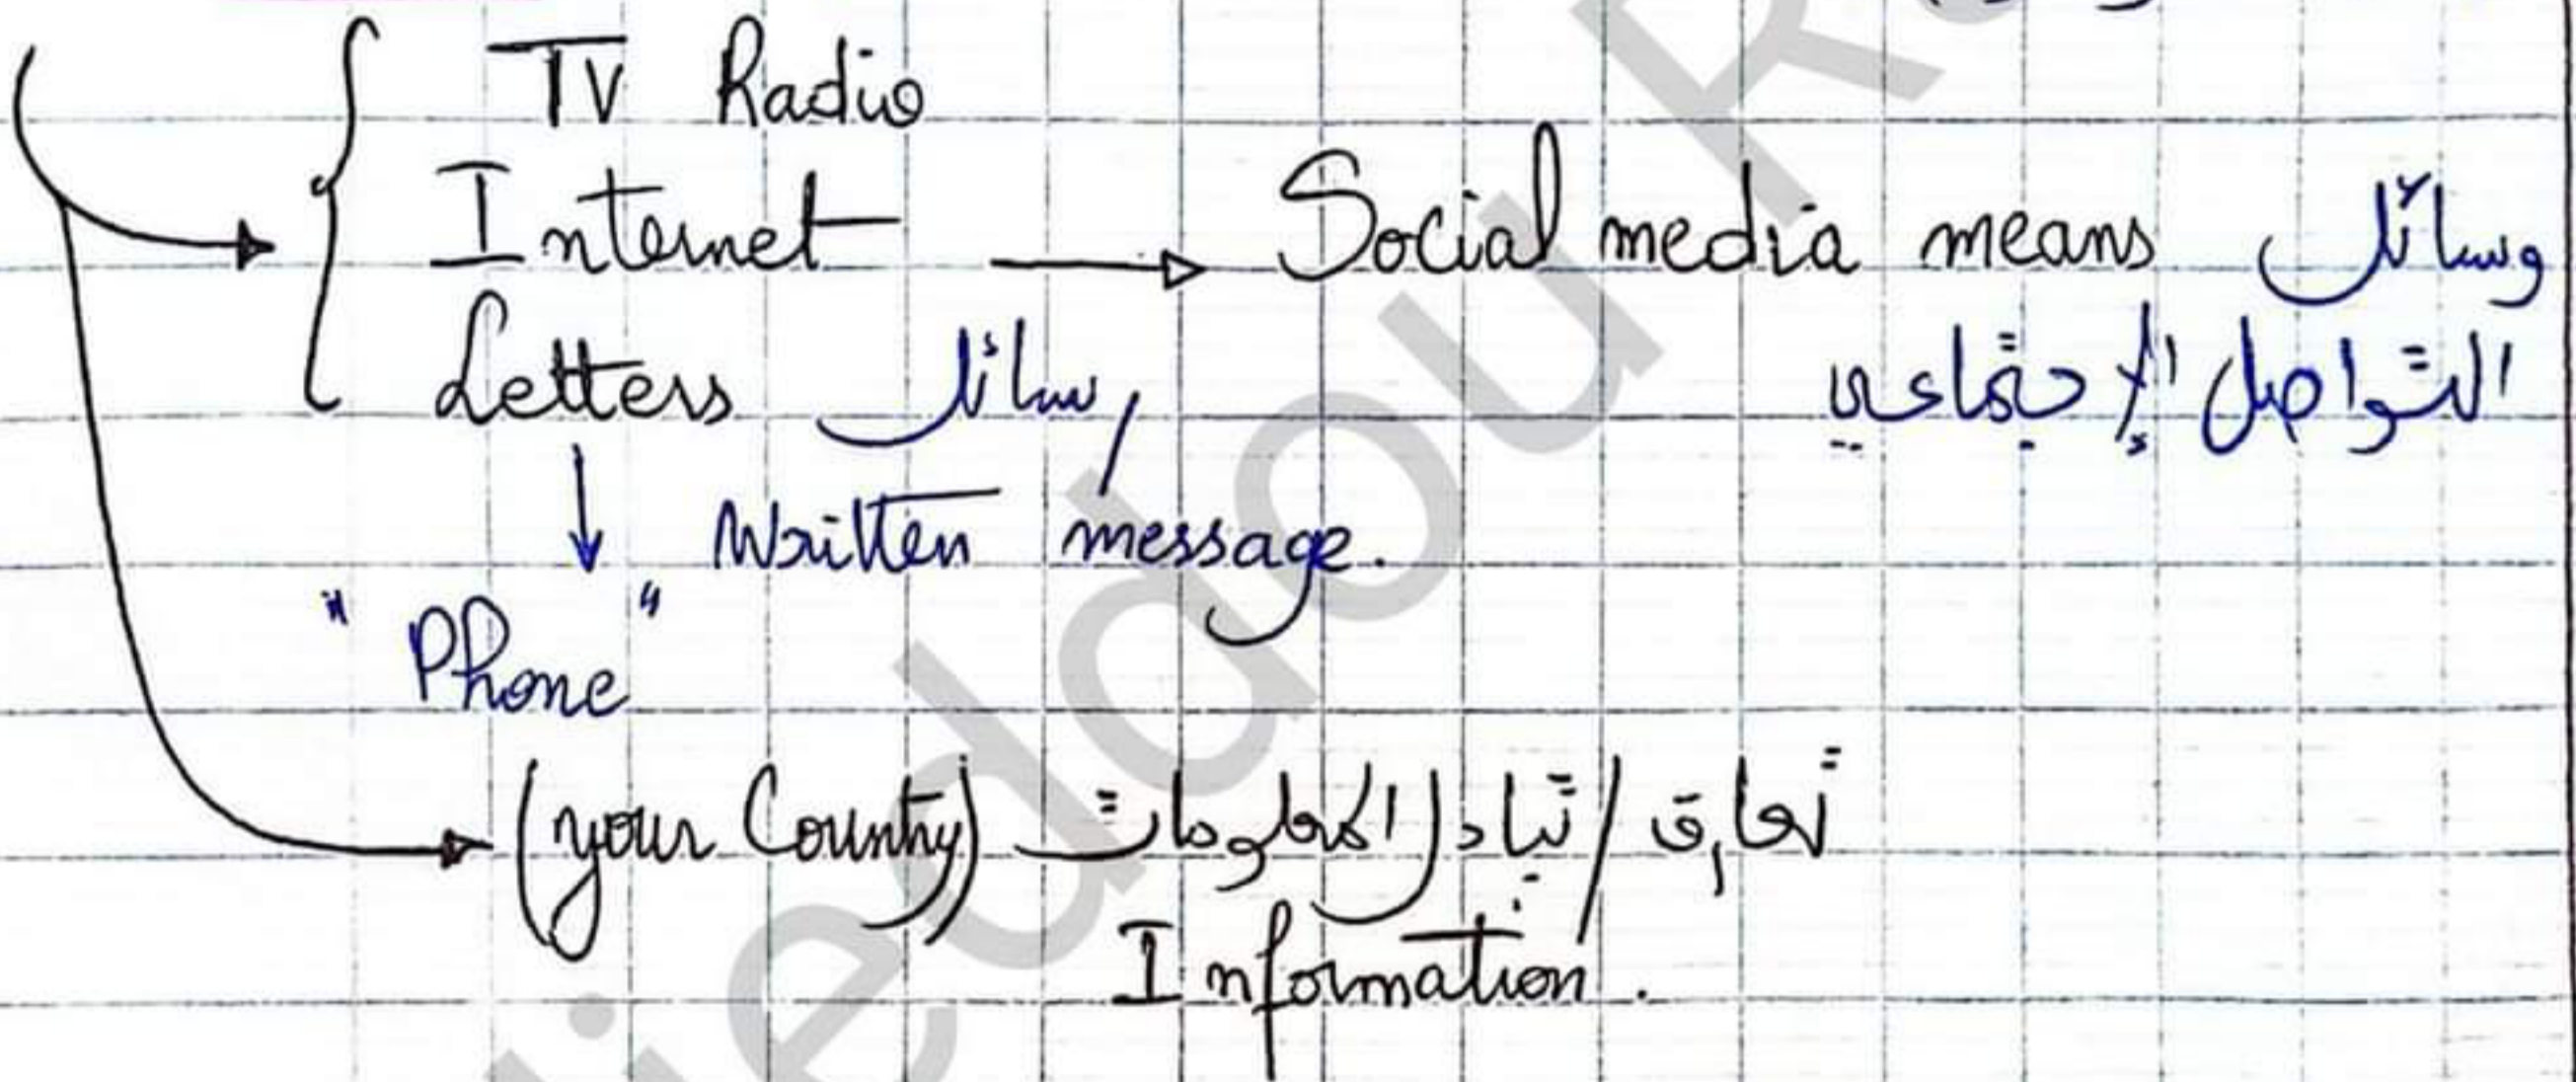 TV Radio
Internet → Social media means وسائل
التواصل الإجتماعي
Letters رسائل
Written message.
"Phone"
(your Country) تعارف / تبادل المعلومات
Information.